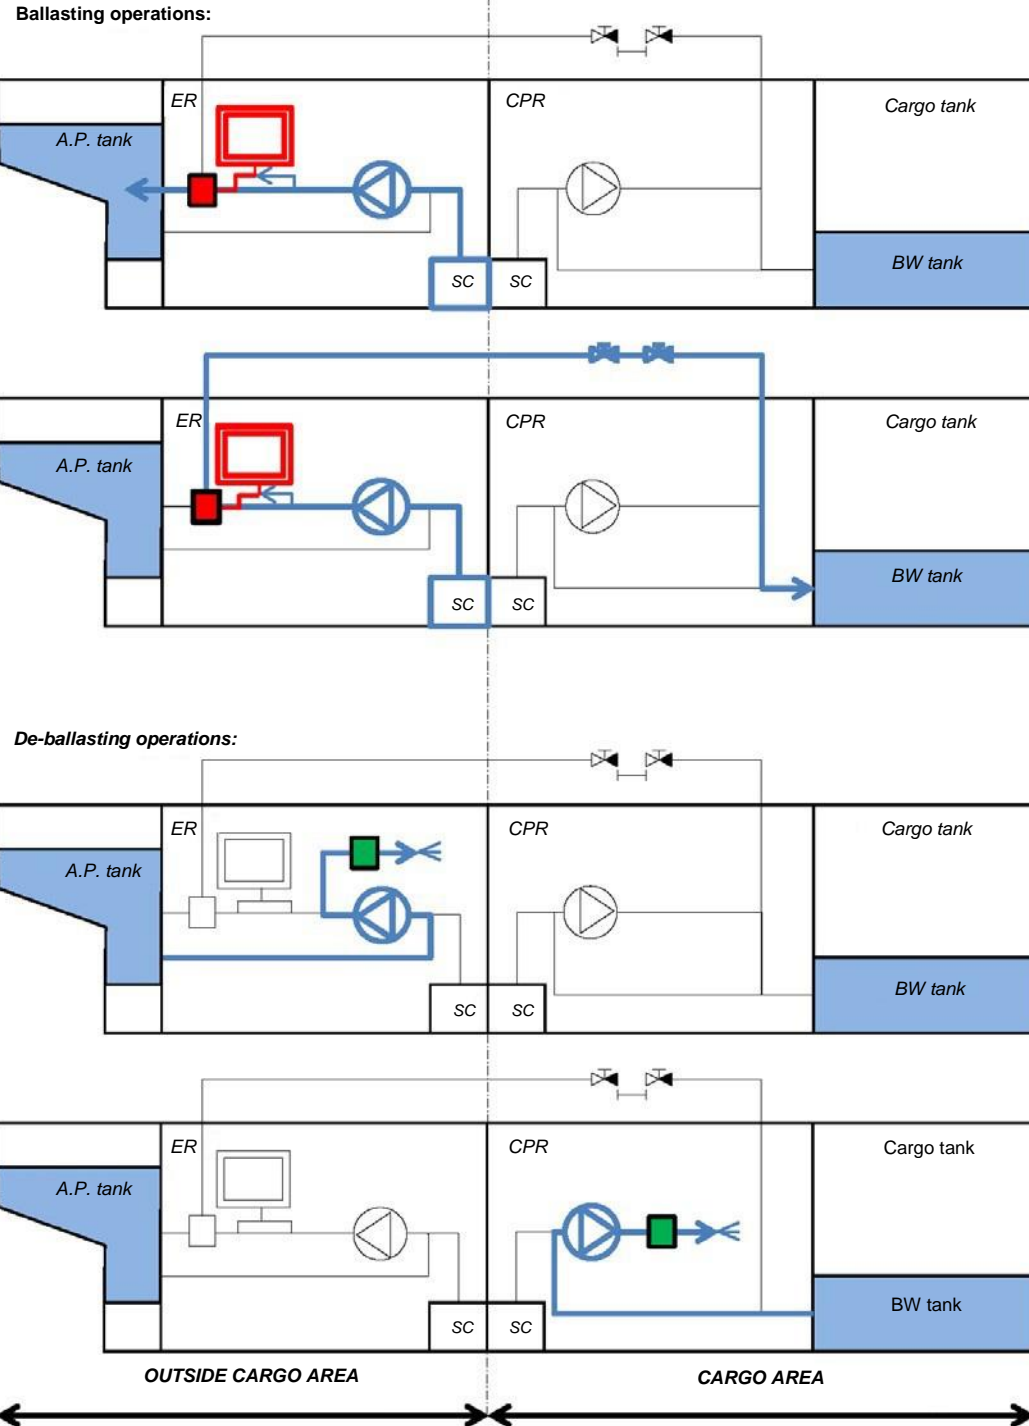 Ballasting operations:
ER
CPR
Cargo tank
A.P. tank
BW tank
SC
SC
ER
CPR
Cargo tank
A.P. tank
BW tank
SC
SC
De-ballasting operations:
ER
CPR
Cargo tank
A.P. tank
BW tank
SC
SC
ER
CPR
Cargo tank
A.P. tank
BW tank
SC
SC
OUTSIDE CARGO AREA
CARGO AREA